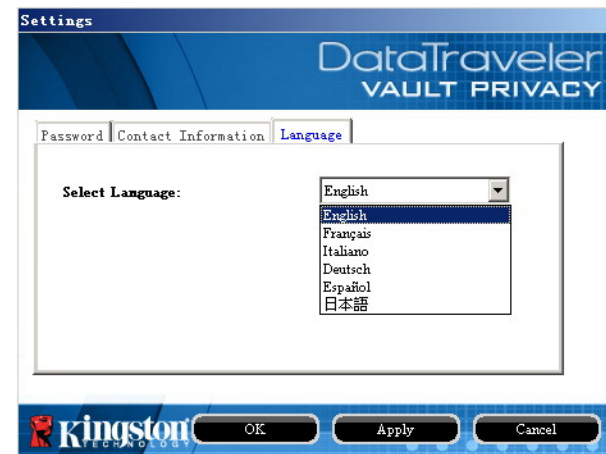 Settings
DataTraveler
VAULT PRIVACY
Password Contact Information Language
Select Language: English
English
Français
Italiano
Deutsch
Español
日本語
Kingston OK Apply Cancel
TECHNOLOGY